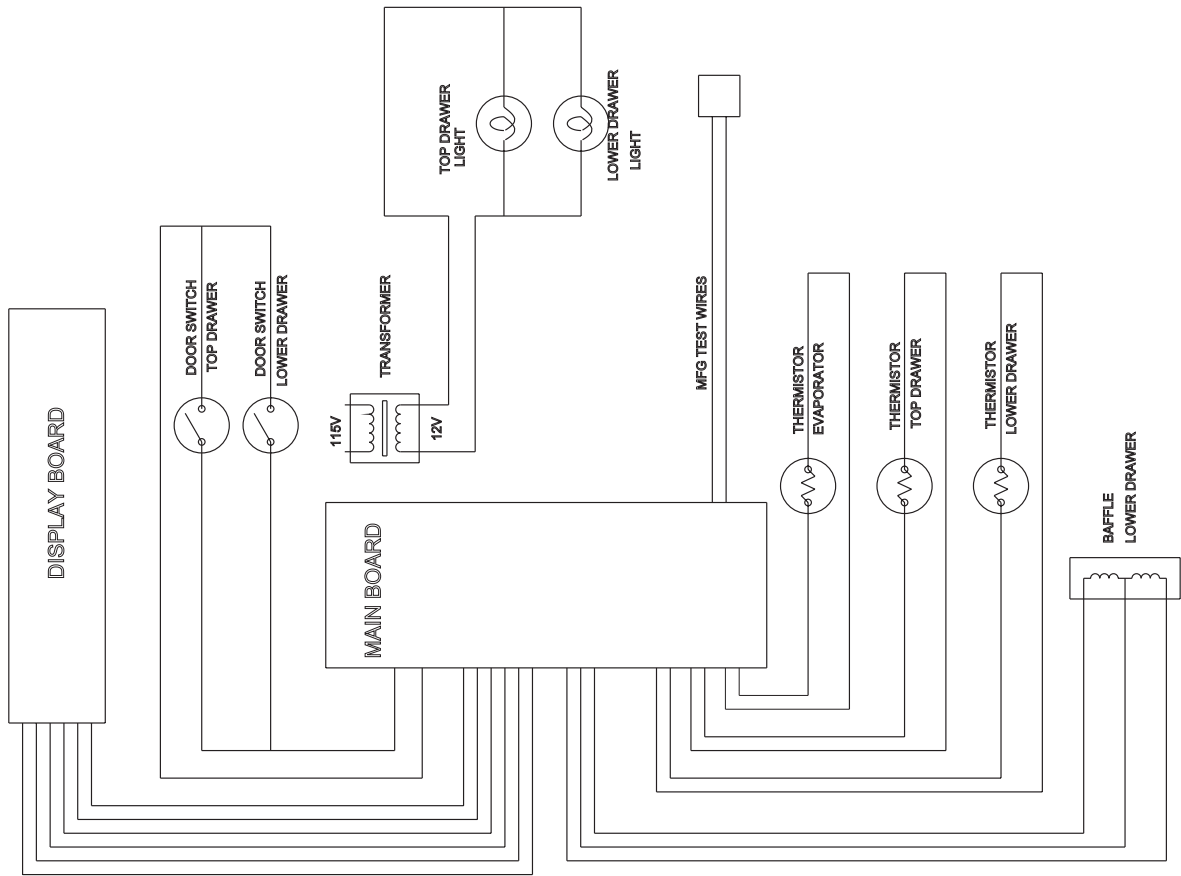 DISPLAY BOARD
DOOR SWITCH
TOP DRAWER
DOOR SWITCH
LOWER DRAWER
115V
TRANSFORMER
12V
TOP DRAWER
LIGHT
LOWER DRAWER
LIGHT
MAIN BOARD
MFG TEST WIRES
THERMISTOR
EVAPORATOR
THERMISTOR
TOP DRAWER
THERMISTOR
LOWER DRAWER
BAFFLE
LOWER DRAWER